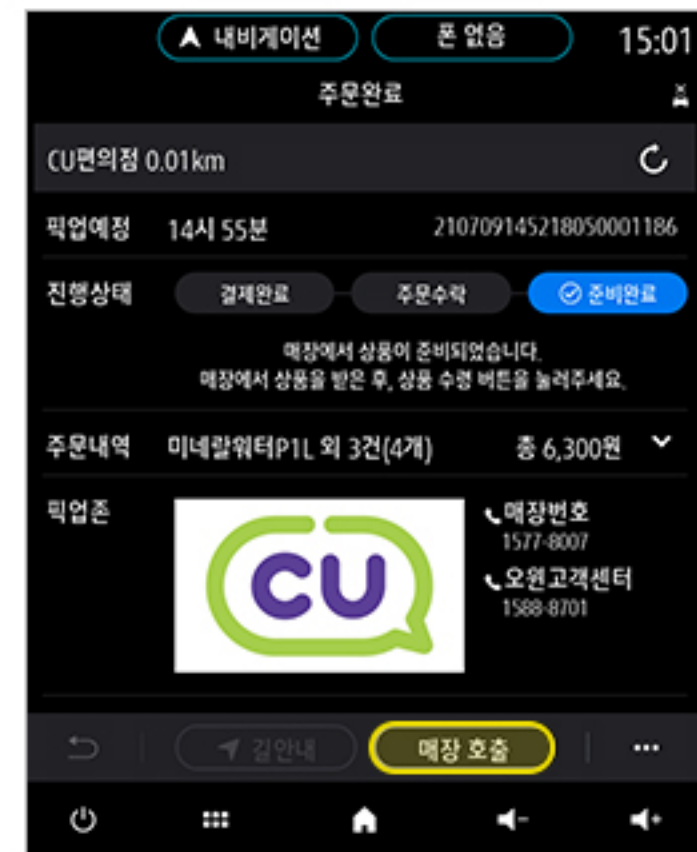 내비게이션 폰 없음 15:01
주문완료
CU편의점 0.01km
픽업예정 14시 55분 210709145218050001186
진행상태 결제완료 주문수락 준비완료
매장에서 상품이 준비되었습니다.
매장에서 상품을 받은 후, 상품 수령 버튼을 눌러주세요.
주문내역 미네랄워터P1L 외 3건(4개) 총 6,300원
픽업존
CU
매장번호
1577-8007
오윈고객센터
1588-8701
길안내 매장 호출